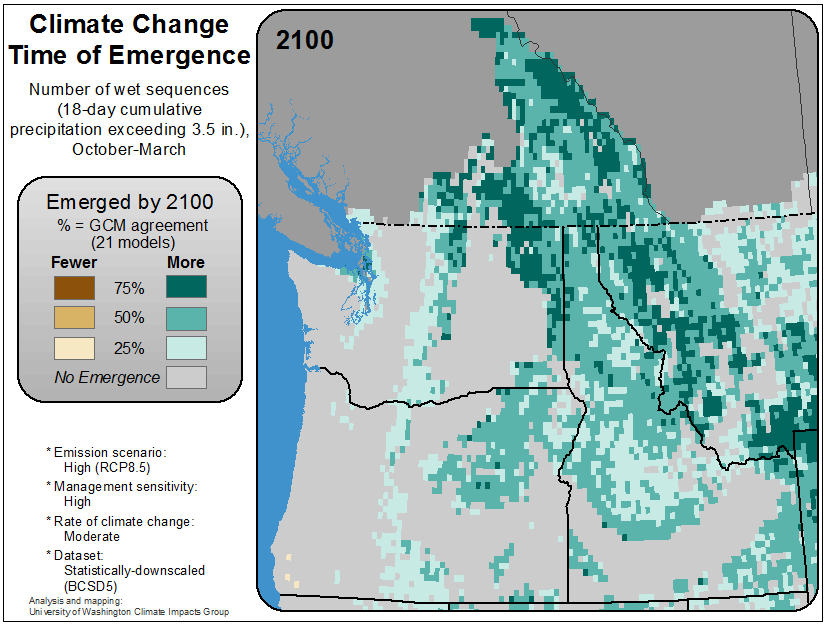 Climate Change
Time of Emergence
Number of wet sequences
(18-day cumulative
precipitation exceeding 3.5 in.),
October-March
2100
Emerged by 2100
% = GCM agreement
(21 models)
Fewer More
75%
50%
25%
No Emergence
* Emission scenario:
High (RCP8.5)
* Management sensitivity:
High
* Rate of climate change:
Moderate
* Dataset:
Statistically-downscaled
(BCSD5)
Analysis and mapping:
University of Washington Climate Impacts Group